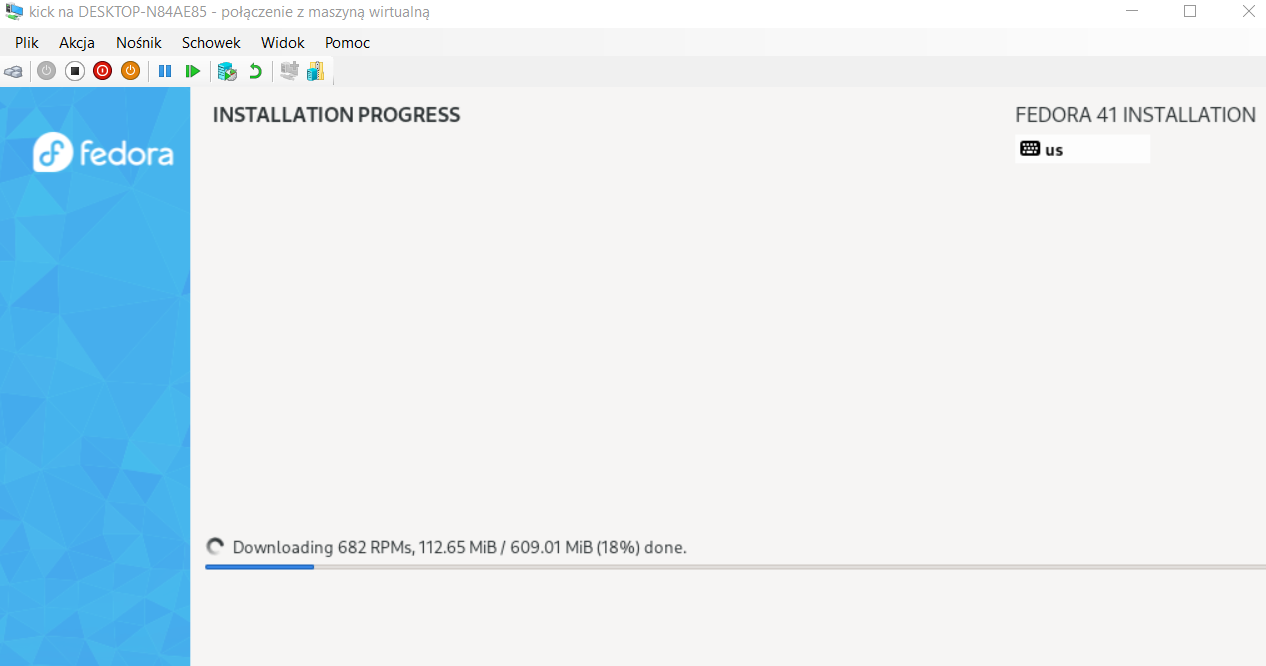 kick na DESKTOP-N84AE85 - połączenie z maszyną wirtualną
Plik Akcja Nośnik Schowek Widok Pomoc
fedora
INSTALLATION PROGRESS
FEDORA 41 INSTALLATION
us
Downloading 682 RPMs, 112.65 MiB / 609.01 MiB (18%) done.